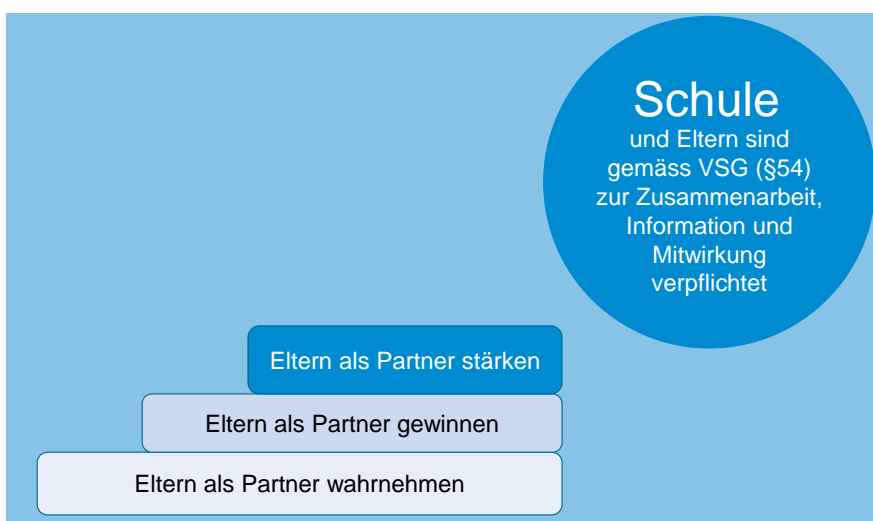 Schule
und Eltern sind
gemäss VSG (§54)
zur Zusammenarbeit,
Information und
Mitwirkung
verpflichtet
Eltern als Partner stärken
Eltern als Partner gewinnen
Eltern als Partner wahrnehmen